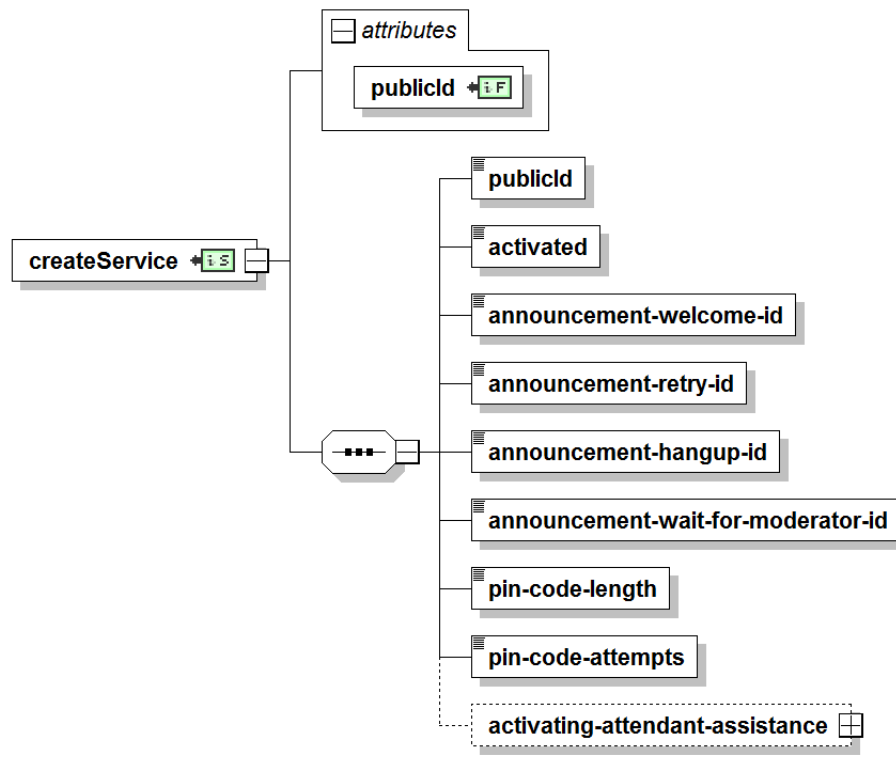 attributes
publicId
publicId
activated
createService
announcement-welcome-id
announcement-retry-id
announcement-hangup-id
announcement-wait-for-moderator-id
pin-code-length
pin-code-attempts
activating-attendant-assistance